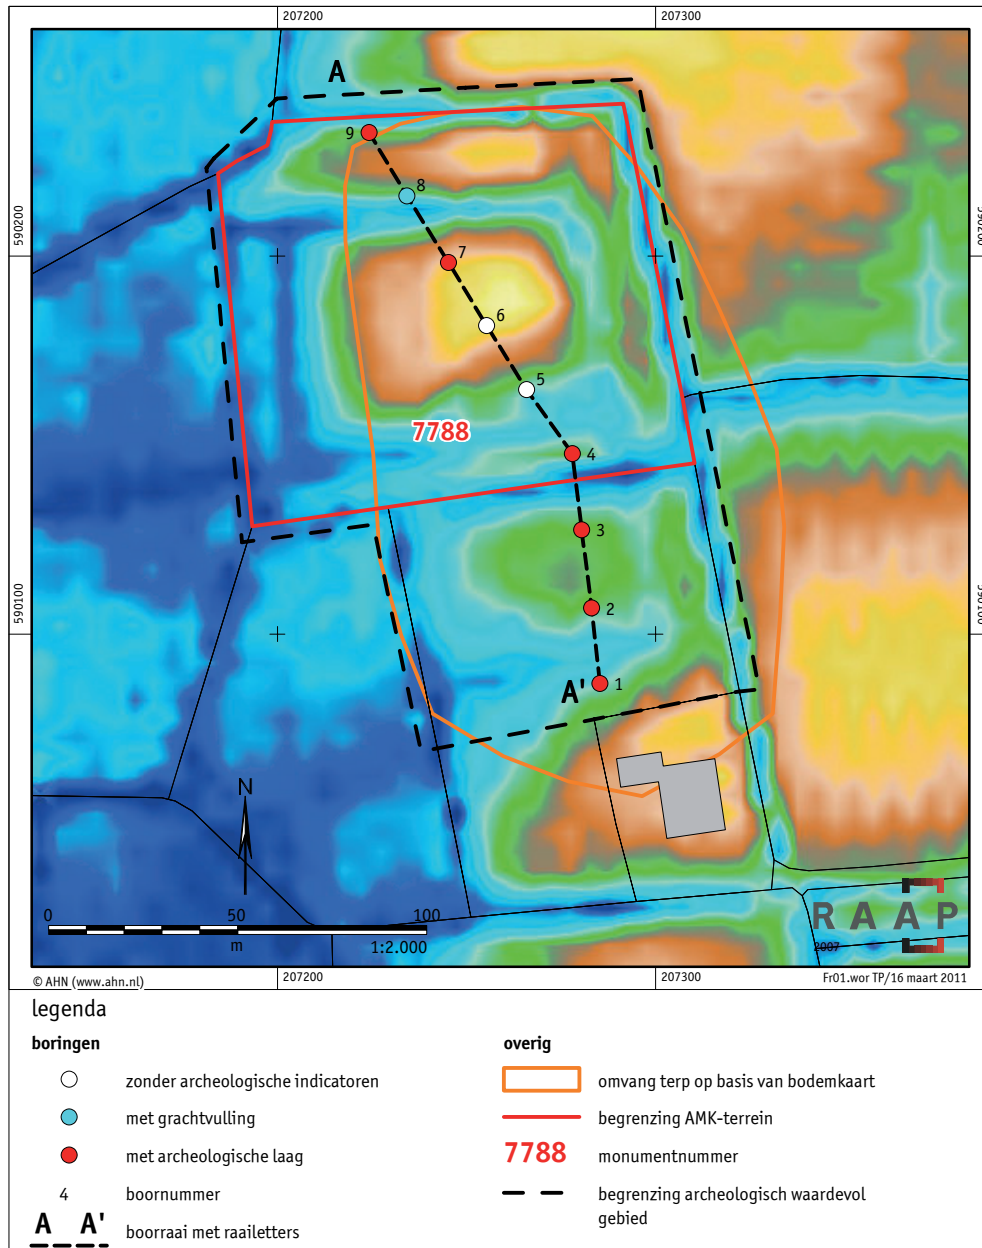 207200
207300
A
9
8
590200
590200
7
6
5
7788
4
3
2
590100
590100
A'
1
N
0
50
100
m
1:2.000
RAAP
2007
207200
207300
© AHN (www.ahn.nl)
Fr01.wor TP/16 maart 2011
legenda
boringen
zonder archeologische indicatoren
met grachtvulling
met archeologische laag
4 boornummer
A A' boorraai met raailetters
overig
omvang terp op basis van bodemkaart
begrenzing AMK-terrein
7788 monumentnummer
begrenzing archeologisch waardevol
gebied